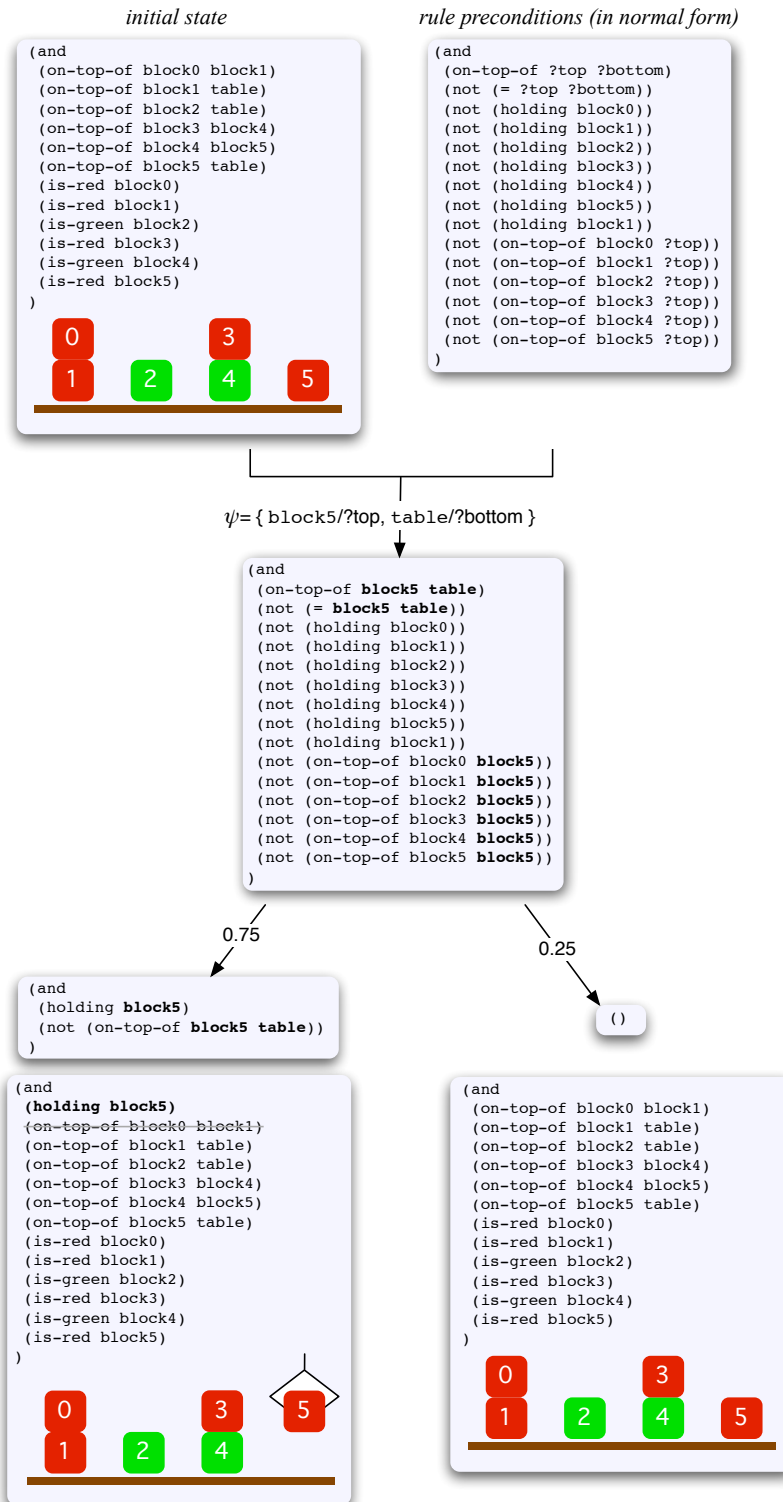 initial state
(and
(on-top-of block0 block1)
(on-top-of block1 table)
(on-top-of block2 table)
(on-top-of block3 block4)
(on-top-of block4 block5)
(on-top-of block5 table)
(is-red block0)
(is-red block1)
(is-green block2)
(is-red block3)
(is-green block4)
(is-red block5)
)
0 3
1 2 4 5
rule preconditions (in normal form)
(and
(on-top-of ?top ?bottom)
(not (= ?top ?bottom))
(not (holding block0))
(not (holding block1))
(not (holding block2))
(not (holding block3))
(not (holding block4))
(not (holding block5))
(not (holding block1))
(not (on-top-of block0 ?top))
(not (on-top-of block1 ?top))
(not (on-top-of block2 ?top))
(not (on-top-of block3 ?top))
(not (on-top-of block4 ?top))
(not (on-top-of block5 ?top))
)
ψ= { block5/?top, table/?bottom }
(and
(on-top-of block5 table)
(not (= block5 table))
(not (holding block0))
(not (holding block1))
(not (holding block2))
(not (holding block3))
(not (holding block4))
(not (holding block5))
(not (holding block1))
(not (on-top-of block0 block5))
(not (on-top-of block1 block5))
(not (on-top-of block2 block5))
(not (on-top-of block3 block5))
(not (on-top-of block4 block5))
(not (on-top-of block5 block5))
)
0.75
0.25
(and
(holding block5)
(not (on-top-of block5 table))
)
()
(and
(holding block5)
(on-top-of block0 block1)
(on-top-of block1 table)
(on-top-of block2 table)
(on-top-of block3 block4)
(on-top-of block4 block5)
(on-top-of block5 table)
(is-red block0)
(is-red block1)
(is-green block2)
(is-red block3)
(is-green block4)
(is-red block5)
)
0 3 5
1 2 4
(and
(on-top-of block0 block1)
(on-top-of block1 table)
(on-top-of block2 table)
(on-top-of block3 block4)
(on-top-of block4 block5)
(on-top-of block5 table)
(is-red block0)
(is-red block1)
(is-green block2)
(is-red block3)
(is-green block4)
(is-red block5)
)
0 3
1 2 4 5